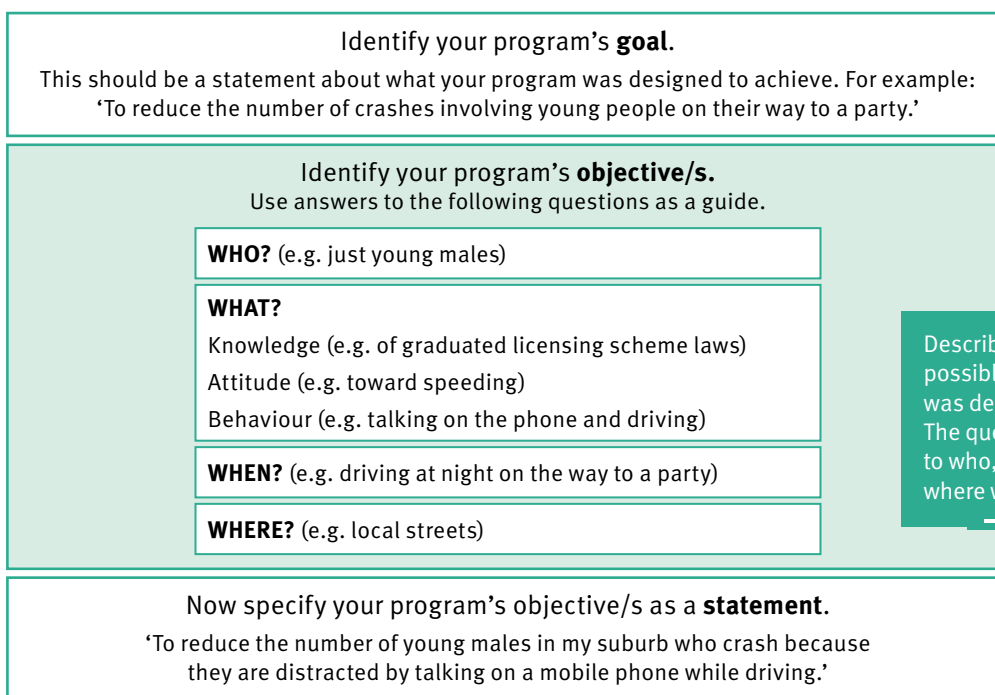 Identify your program’s goal.
This should be a statement about what your program was designed to achieve. For example:
‘To reduce the number of crashes involving young people on their way to a party.’
Identify your program’s objective/s.
Use answers to the following questions as a guide.
WHO? (e.g. just young males)
WHAT?
Knowledge (e.g. of graduated licensing scheme laws)
Attitude (e.g. toward speeding)
Behaviour (e.g. talking on the phone and driving)
WHEN? (e.g. driving at night on the way to a party)
WHERE? (e.g. local streets)
was
The
to who,
where
Now specify your program’s objective/s as a statement.
‘To reduce the number of young males in my suburb who crash because
they are distracted by talking on a mobile phone while driving.’